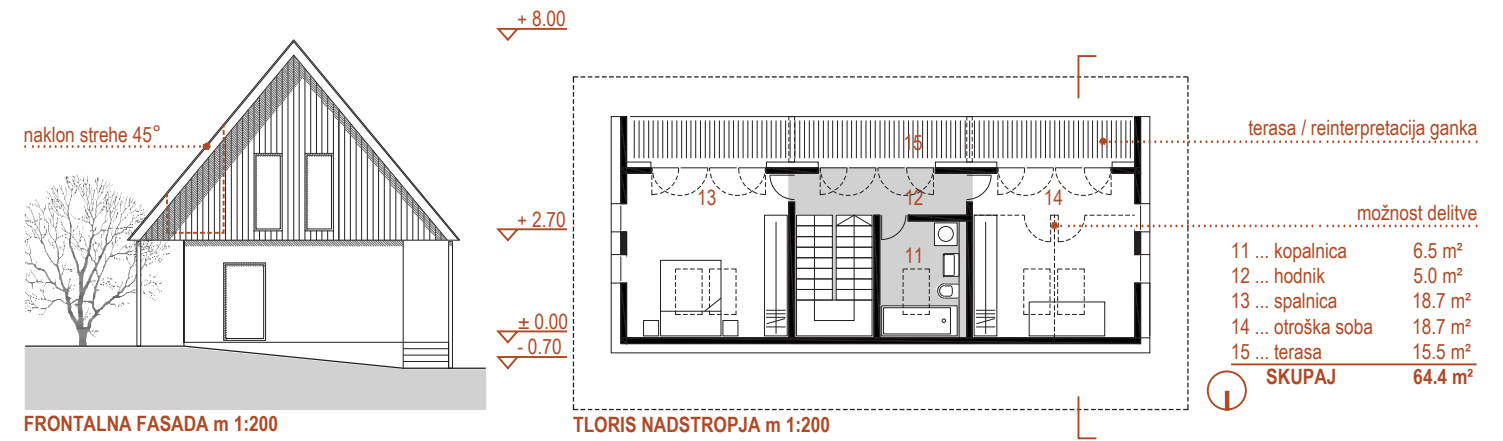 + 8.00
naklon strehe 45°
+ 2.70
± 0.00
- 0.70
FRONTALNA FASADA m 1:200
15
13
12
14
11
TLORIS NADSTROPJA m 1:200
terasa / reinterpretacija ganka
možnost delitve
11 ... kopalnica 6.5 m²
12 ... hodnik 5.0 m²
13 ... spalnica 18.7 m²
14 ... otroška soba 18.7 m²
15 ... terasa 15.5 m²
SKUPAJ 64.4 m²